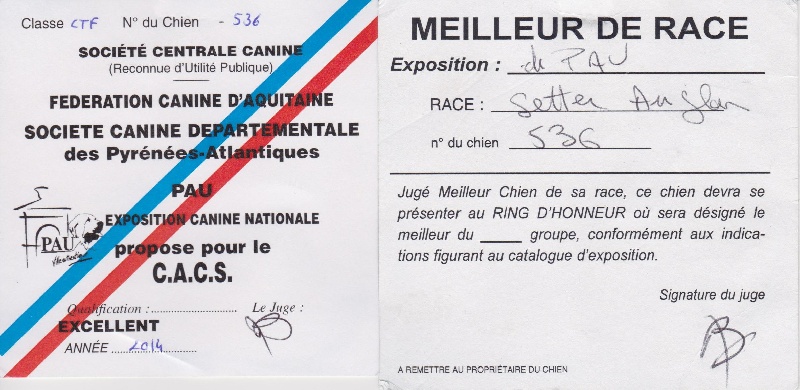 Classe CTF N° du Chien - 536
SOCIÉTÉ CENTRALE CANINE
(Reconnue d'Utilité Publique)
FEDERATION CANINE D'AQUITAINE
SOCIETE CANINE DEPARTEMENTALE
des Pyrénées-Atlantiques
PAU
EXPOSITION CANINE NATIONALE
PAU
propose pour le
C.A.C.S.
Qualification : Le Juge :
EXCELLENT
ANNÉE 2014
MEILLEUR DE RACE
Exposition : de PAU
RACE : Setter Anglais
n° du chien 536
Jugé Meilleur Chien de sa race, ce chien devra se
présenter au RING D'HONNEUR où sera désigné le
meilleur du ____ groupe, conformément aux indica-
tions figurant au catalogue d'exposition.
Signature du juge
A REMETTRE AU PROPRIÉTAIRE DU CHIEN